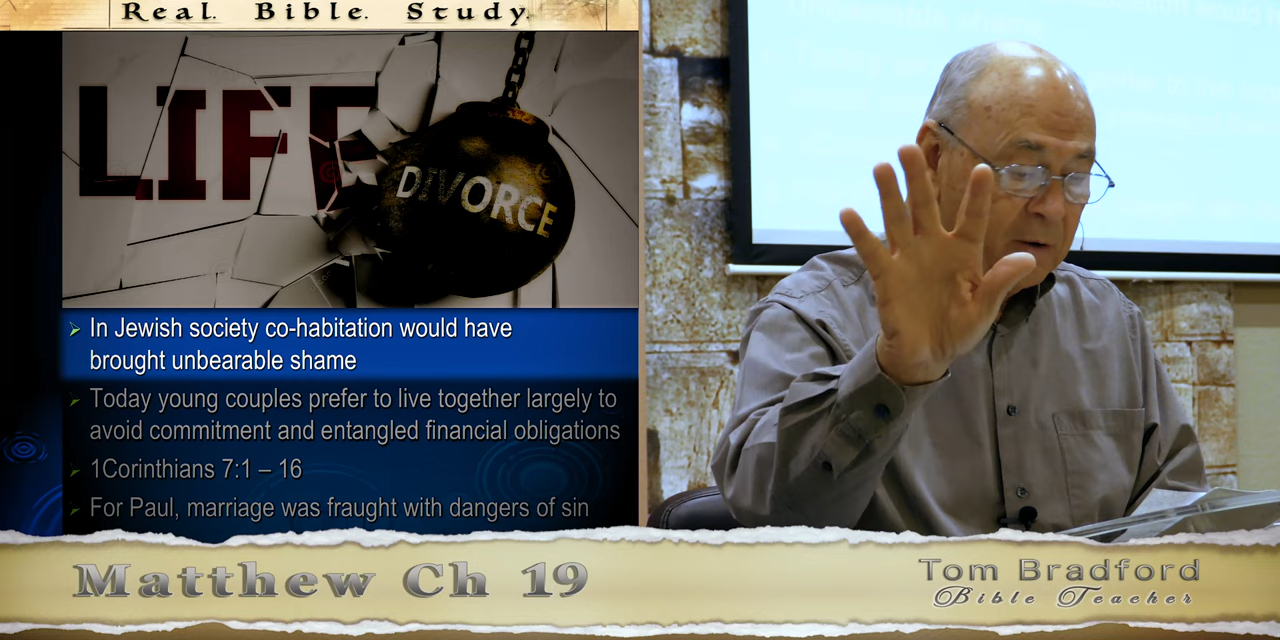 Real. Bible. Study.
LIFE
DIVORCE
➢ In Jewish society co-habitation would have
brought unbearable shame
➢ Today young couples prefer to live together largely to
avoid commitment and entangled financial obligations
➢ 1Corinthians 7:1 – 16
➢ For Paul, marriage was fraught with dangers of sin
Matthew Ch 19
Tom Bradford
Bible Teacher